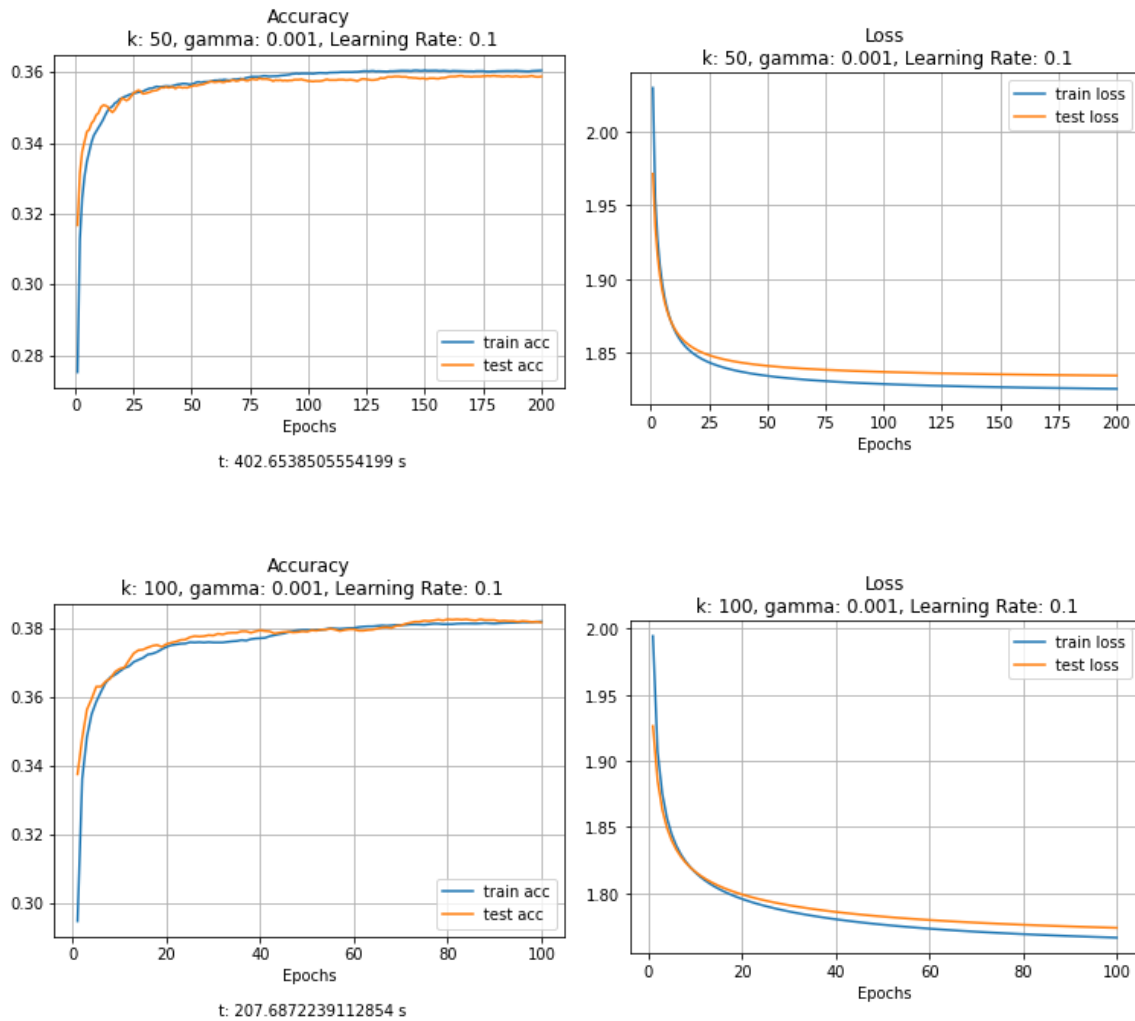 Accuracy
k: 50, gamma: 0.001, Learning Rate: 0.1
0.36
0.34
0.32
0.30
0.28
train acc
test acc
0 25 50 75 100 125 150 175 200
Epochs
t: 402.6538505554199 s
Loss
k: 50, gamma: 0.001, Learning Rate: 0.1
train loss
test loss
2.00
1.95
1.90
1.85
0 25 50 75 100 125 150 175 200
Epochs
Accuracy
k: 100, gamma: 0.001, Learning Rate: 0.1
0.38
0.36
0.34
0.32
0.30
train acc
test acc
0 20 40 60 80 100
Epochs
t: 207.6872239112854 s
Loss
k: 100, gamma: 0.001, Learning Rate: 0.1
2.00
train loss
test loss
1.95
1.90
1.85
1.80
0 20 40 60 80 100
Epochs